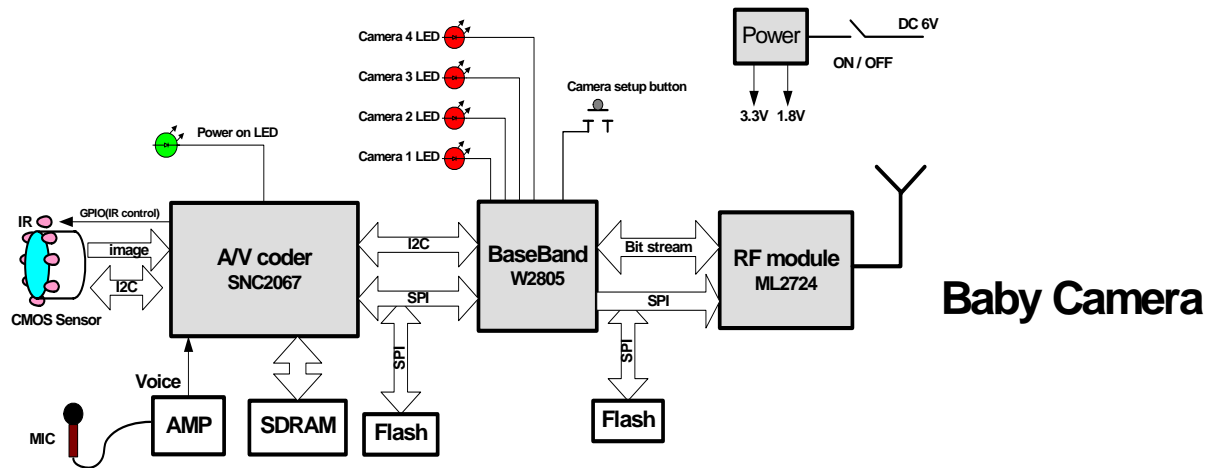 Camera 4 LED
Camera 3 LED
Camera 2 LED
Camera 1 LED
Camera setup button
Power
DC 6V
ON / OFF
3.3V
1.8V
Power on LED
IR
GPIO(IR control)
image
I2C
CMOS Sensor
A/V coder
SNC2067
I2C
SPI
BaseBand
W2805
Bit stream
SPI
RF module
ML2724
Baby Camera
SPI
SPI
Voice
MIC
AMP
SDRAM
Flash
Flash